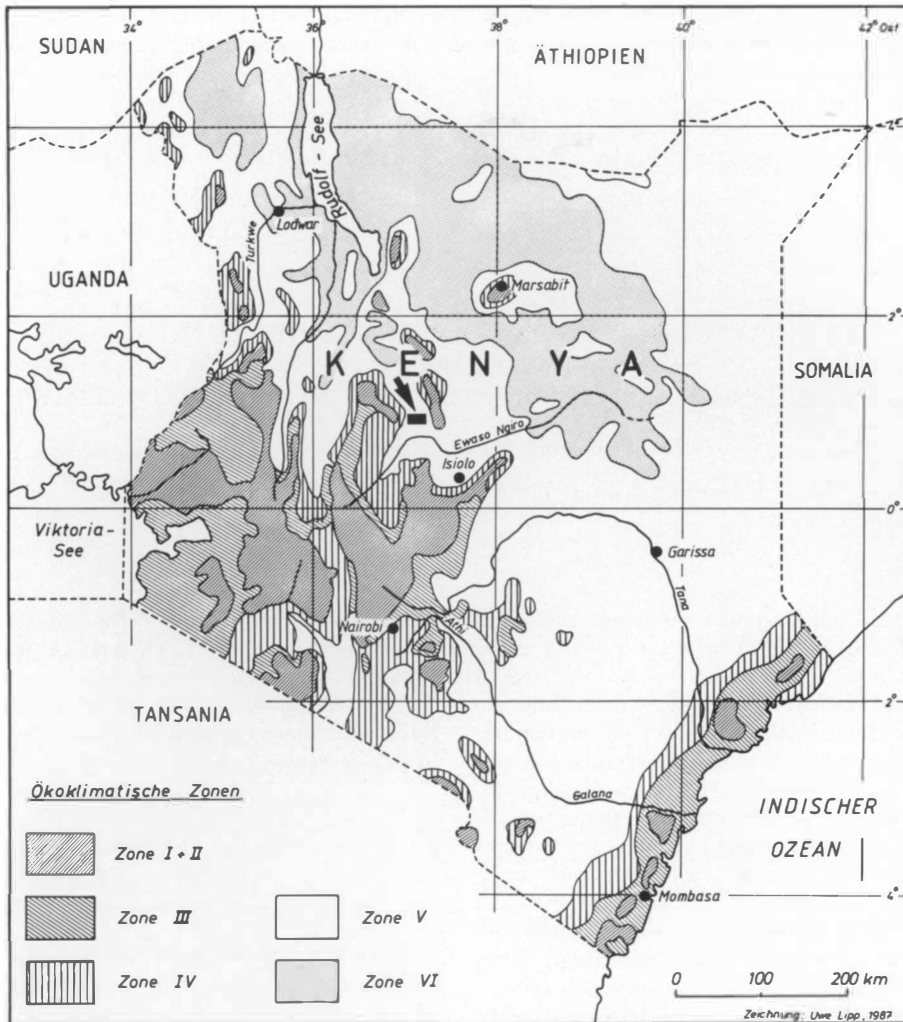 34°
36°
38°
40°
42° Ost
SUDAN
ÄTHIOPIEN
4°
Rudolf-See
Turkwe
Lodwar
UGANDA
Marsabit
2°
K E N Y A
SOMALIA
Ewaso Ngiro
Isiolo
0°
Viktoria-
See
Garissa
Tana
Nairobi
Athi
2°
TANSANIA
Galana
INDISCHER
OZEAN
Mombasa
4°
Ökoklimatische Zonen
Zone I + II
Zone III
Zone IV
Zone V
Zone VI
0 100 200 km
Zeichnung: Uwe Lipp, 1987